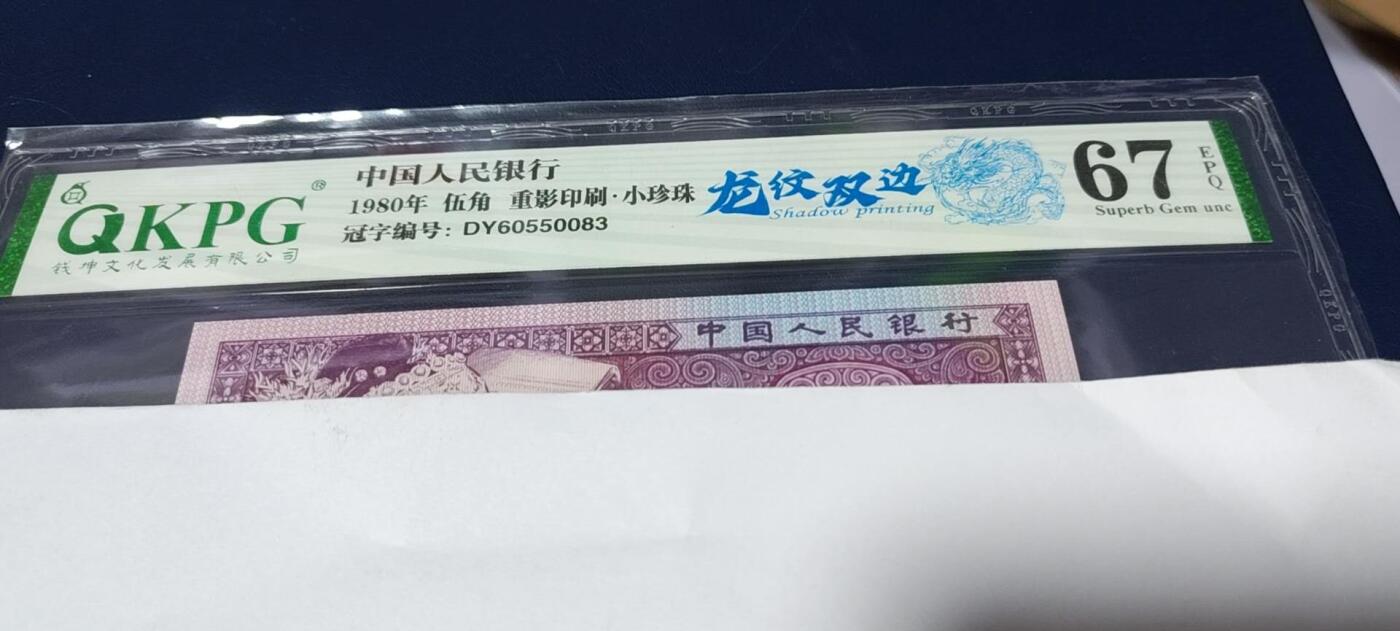 中国人民银行
QKPG®
1980年 伍角 重影印刷·小珍珠
冠字编号: DY60550083
钱坤文化发展有限公司
龙纹双边
Shadow printing
67
EPQ
Superb Gem unc
中国人民银行